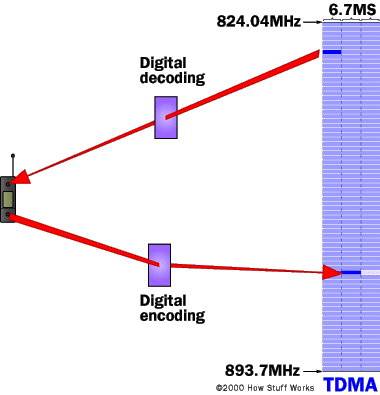 6.7MS
824.04MHz
Digital
decoding
Digital
encoding
893.7MHz
©2000 How Stuff Works
TDMA